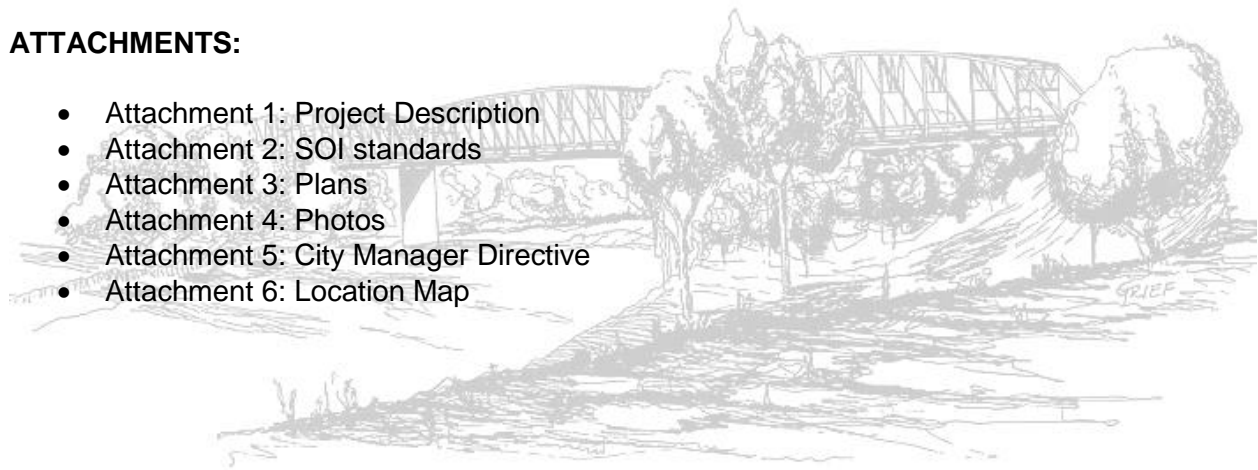 ATTACHMENTS:
• Attachment 1: Project Description
• Attachment 2: SOI standards
• Attachment 3: Plans
• Attachment 4: Photos
• Attachment 5: City Manager Directive
• Attachment 6: Location Map
GRIEF